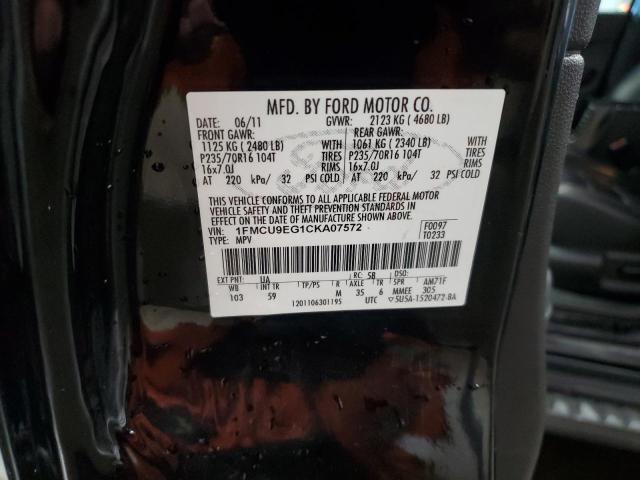 MFD. BY FORD MOTOR CO.
DATE: 06/11 GVWR: 2123 KG ( 4680 LB)
FRONT GAWR: REAR GAWR:
1125 KG ( 2480 LB) WITH 1061 KG ( 2340 LB) WITH
P235/70R16 104T TIRES P235/70R16 104T TIRES
16x7.0J RIMS 16x7.0J RIMS
AT 220 kPa/ 32 PSI COLD AT 220 kPa/ 32 PSI COLD
THIS VEHICLE CONFORMS TO ALL APPLICABLE FEDERAL MOTOR
VEHICLE SAFETY AND THEFT PREVENTION STANDARDS IN
EFFECT ON THE DATE OF MANUFACTURE SHOWN ABOVE.
VIN: 1FMCU9EG1CKA07572 F0097
TYPE: MPV T0233
EXT PNT: UA RC: 58 DSO:
WB INT TR TP/PS R AXLE TR SPR AM71F
103 59 M 35 6 MMEE 305
1201106301195 UTC ▽5USA-1520472-BA